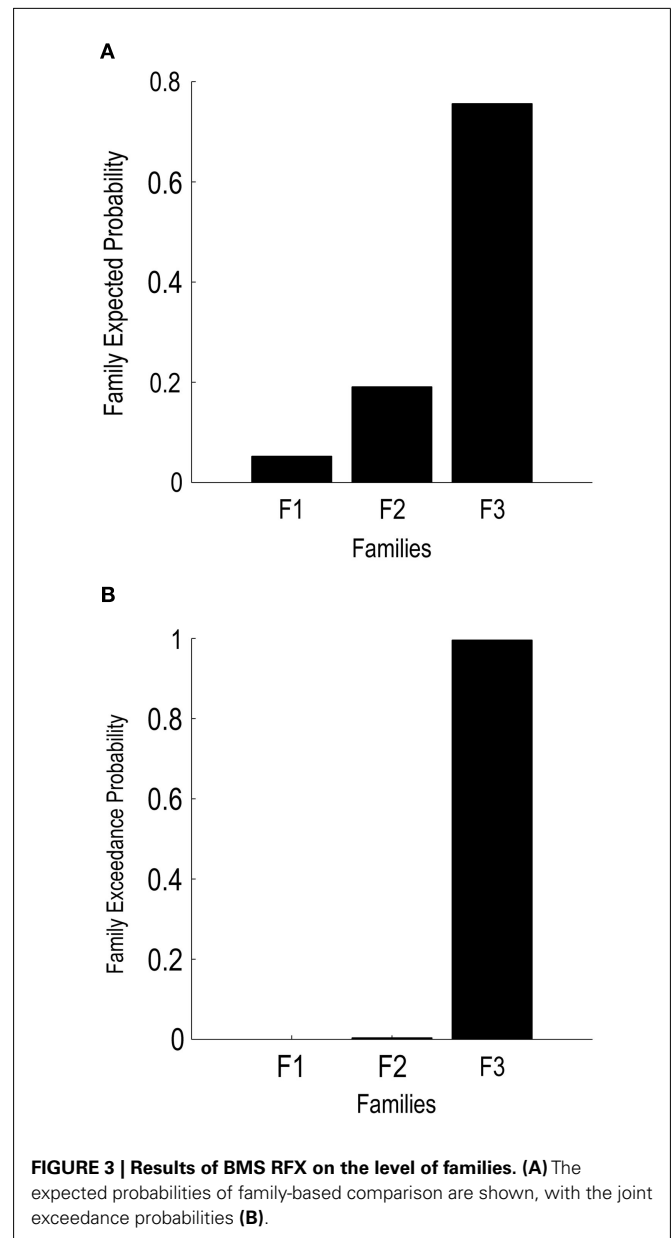 A
0.8
0.6
0.4
0.2
0
Family Expected Probability
F1 F2 F3
Families
B
1
0.8
0.6
0.4
0.2
0
Family Exceedance Probability
F1 F2 F3
Families
FIGURE 3 | Results of BMS RFX on the level of families. (A) The
expected probabilities of family-based comparison are shown, with the joint
exceedance probabilities (B).